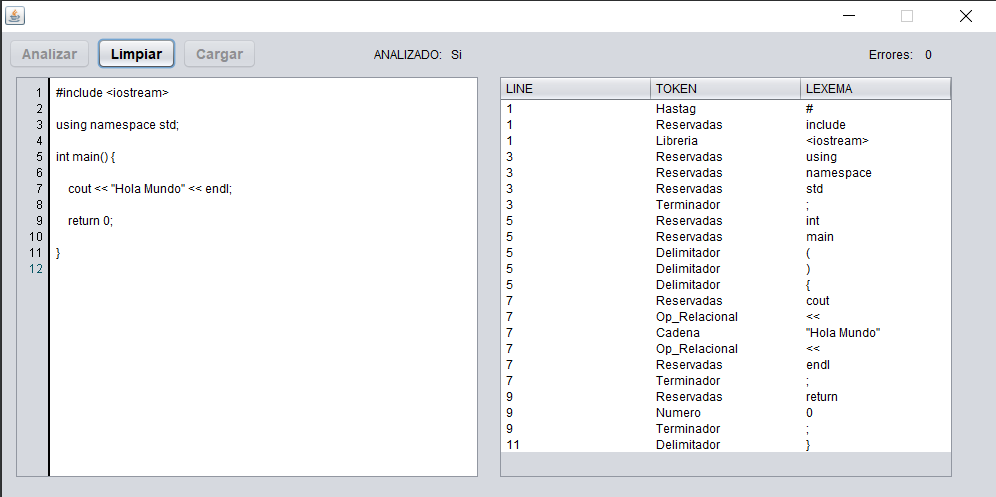 Analizar Limpiar Cargar ANALIZADO: Si Errores: 0
1 #include <iostream>
2
3 using namespace std;
4
5 int main() {
6
7 cout << "Hola Mundo" << endl;
8
9 return 0;
10
11 }
12
LINE TOKEN LEXEMA
1 Hastag #
1 Reservadas include
1 Libreria <iostream>
3 Reservadas using
3 Reservadas namespace
3 Reservadas std
3 Terminador ;
5 Reservadas int
5 Reservadas main
5 Delimitador (
5 Delimitador )
5 Delimitador {
7 Reservadas cout
7 Op_Relacional <<
7 Cadena "Hola Mundo"
7 Op_Relacional <<
7 Reservadas endl
7 Terminador ;
9 Reservadas return
9 Numero 0
9 Terminador ;
11 Delimitador }